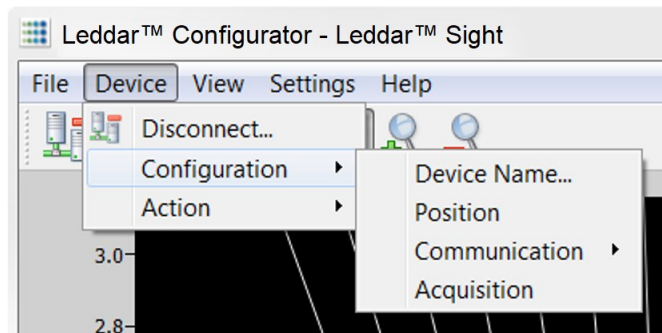 Leddar™ Configurator - Leddar™ Sight
File Device View Settings Help
Disconnect...
Configuration
Device Name...
Action
Position
Communication
Acquisition
3.0
2.8